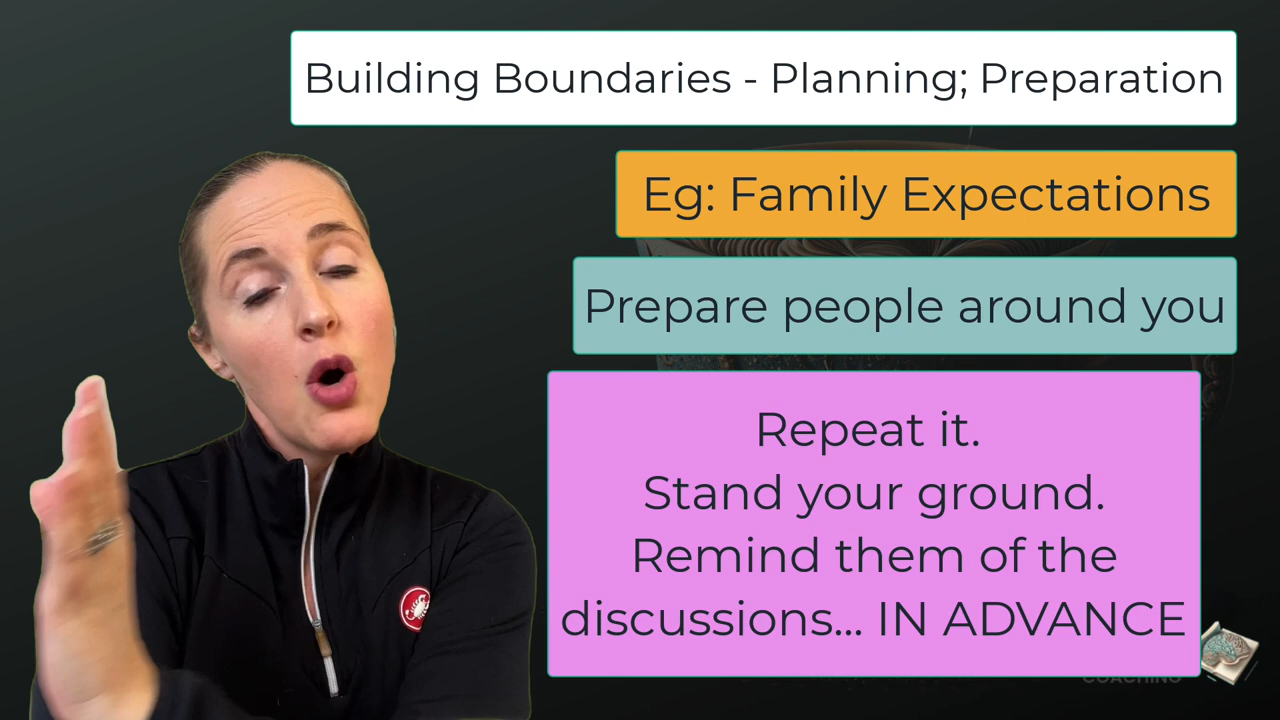 Building Boundaries - Planning; Preparation
Eg: Family Expectations
Prepare people around you
Repeat it.
Stand your ground.
Remind them of the
discussions... IN ADVANCE
COACHING